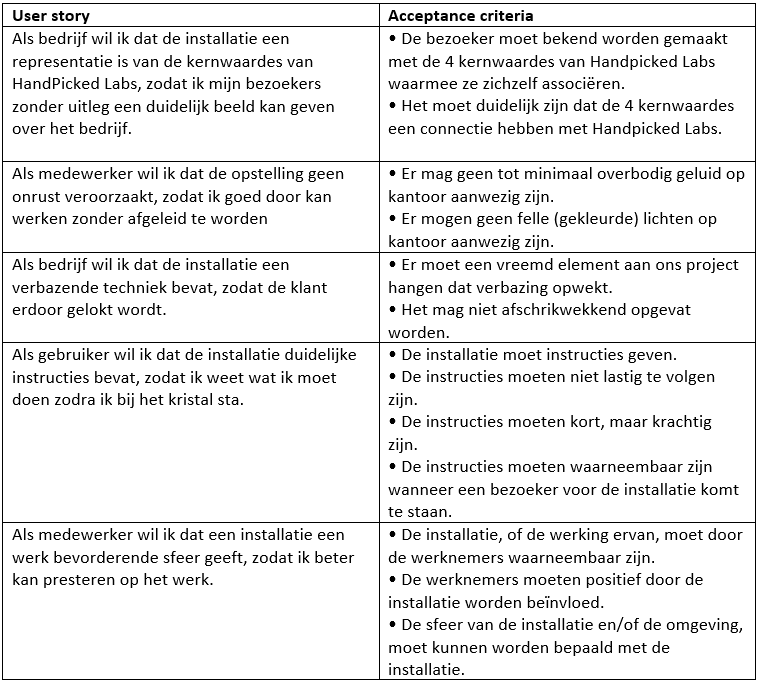 User story
Acceptance criteria
Als bedrijf wil ik dat de installatie een
representatie is van de kernwaardes van
HandPicked Labs, zodat ik mijn bezoekers
zonder uitleg een duidelijk beeld kan geven
over het bedrijf.
• De bezoeker moet bekend worden gemaakt
met de 4 kernwaardes van Handpicked Labs
waarmee ze zichzelf associëren.
• Het moet duidelijk zijn dat de 4 kernwaardes
een connectie hebben met Handpicked Labs.
Als medewerker wil ik dat de opstelling geen
onrust veroorzaakt, zodat ik goed door kan
werken zonder afgeleid te worden
• Er mag geen tot minimaal overbodig geluid op
kantoor aanwezig zijn.
• Er mogen geen felle (gekleurde) lichten op
kantoor aanwezig zijn.
Als bedrijf wil ik dat de installatie een
verbazende techniek bevat, zodat de klant
erdoor gelokt wordt.
• Er moet een vreemd element aan ons project
hangen dat verbazing opwekt.
• Het mag niet afschrikwekkend opgevat
worden.
Als gebruiker wil ik dat de installatie duidelijke
instructies bevat, zodat ik weet wat ik moet
doen zodra ik bij het kristal sta.
• De installatie moet instructies geven.
• De instructies moeten niet lastig te volgen
zijn.
• De instructies moeten kort, maar krachtig
zijn.
• De instructies moeten waarneembaar zijn
wanneer een bezoeker voor de installatie komt
te staan.
Als medewerker wil ik dat een installatie een
werk bevorderende sfeer geeft, zodat ik beter
kan presteren op het werk.
• De installatie, of de werking ervan, moet door
de werknemers waarneembaar zijn.
• De werknemers moeten positief door de
installatie worden beïnvloed.
• De sfeer van de installatie en/of de omgeving,
moet kunnen worden bepaald met de
installatie.